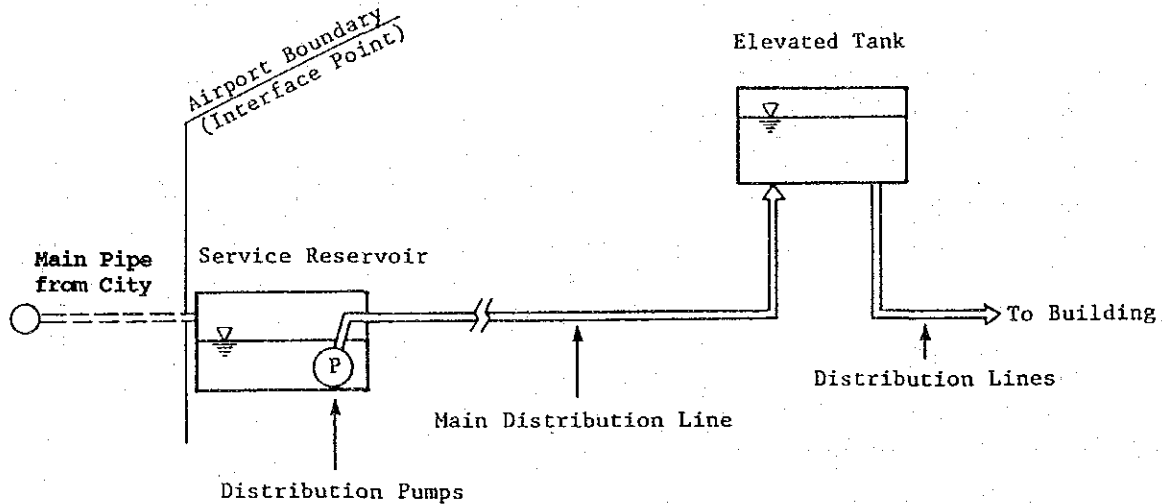 Airport Boundary
(Interface Point)
Elevated Tank
Main Pipe
from City
Service Reservoir
P
To Building
Distribution Lines
Main Distribution Line
Distribution Pumps